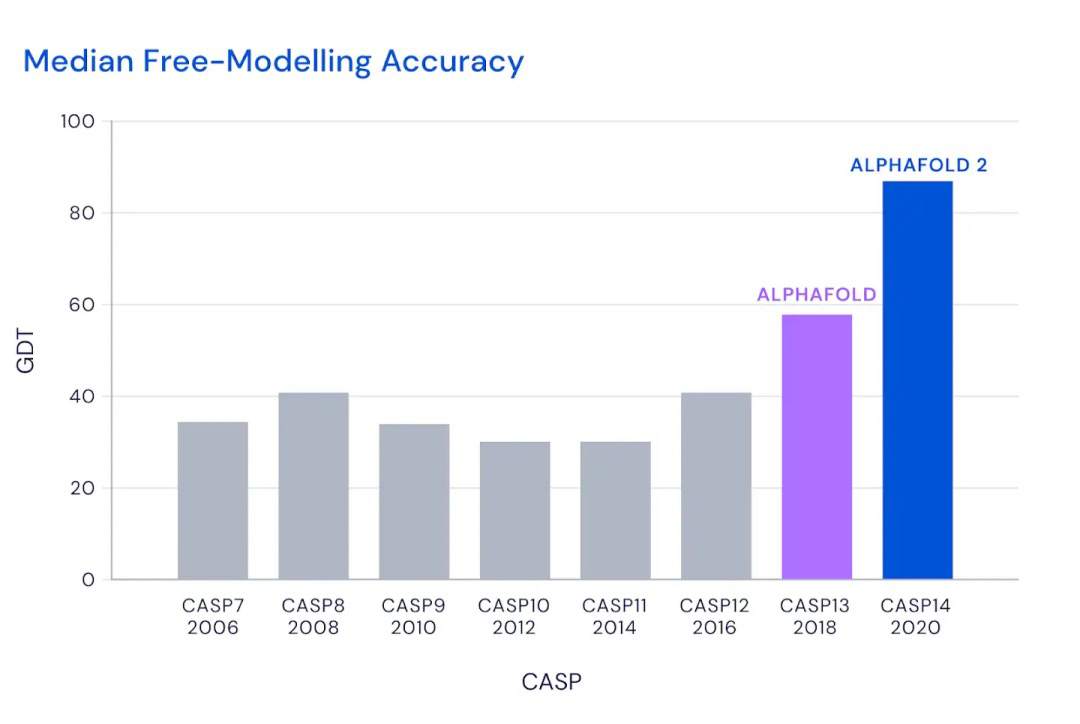 Median Free-Modelling Accuracy
100
ALPHAFOLD 2
80
ALPHAFOLD
60
GDT
40
20
0
CASP7 CASP8 CASP9 CASP10 CASP11 CASP12 CASP13 CASP14
2006 2008 2010 2012 2014 2016 2018 2020
CASP